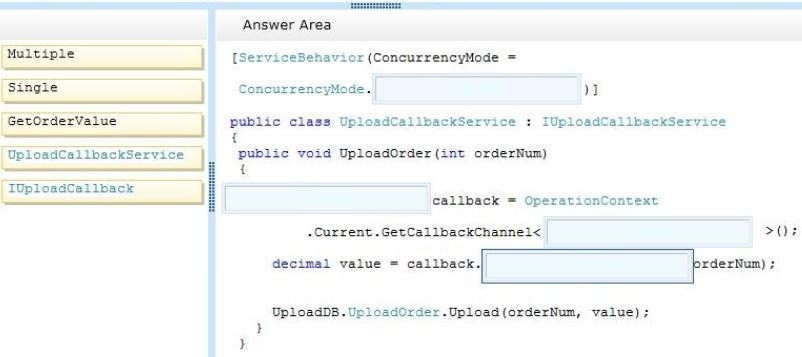 Answer Area
Multiple
Single
GetOrderValue
UploadCallbackService
IUploadCallback
[ServiceBehavior(ConcurrencyMode =
ConcurrencyMode. )]
public class UploadCallbackService : IUploadCallbackService
{
public void UploadOrder(int orderNum)
{
callback = OperationContext
.Current.GetCallbackChannel< >();
decimal value = callback. orderNum);
UploadDB.UploadOrder.Upload(orderNum, value);
}
}